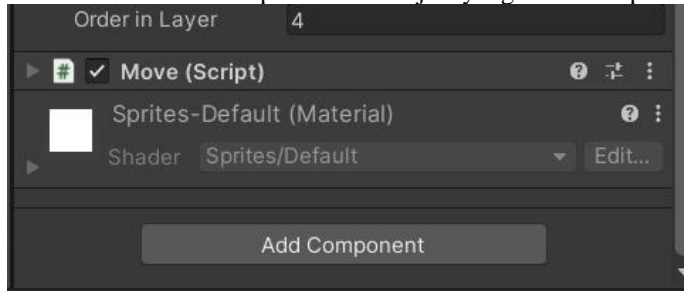 Order in Layer 4
# Move (Script)
Sprites-Default (Material)
Shader Sprites/Default Edit...
Add Component